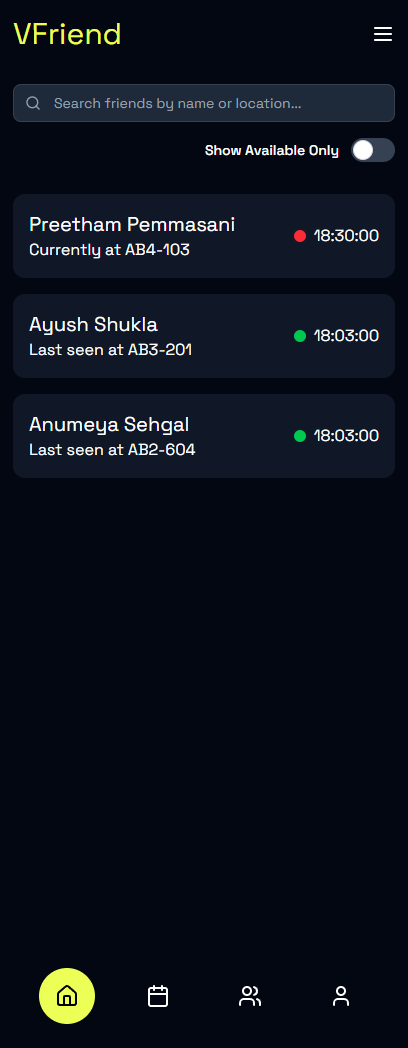 VFriend
Search friends by name or location...
Show Available Only
Preetham Pemmasani
Currently at AB4-103
18:30:00
Ayush Shukla
Last seen at AB3-201
18:03:00
Anumeya Sehgal
Last seen at AB2-604
18:03:00